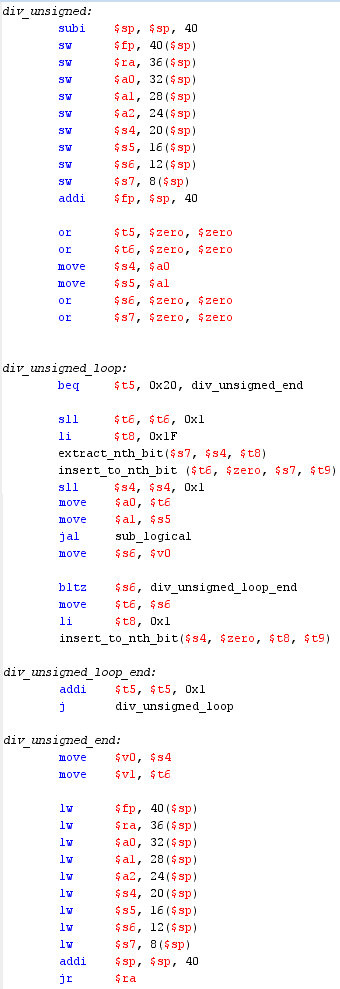 div_unsigned:
subi $sp, $sp, 40
sw $fp, 40($sp)
sw $ra, 36($sp)
sw $a0, 32($sp)
sw $a1, 28($sp)
sw $a2, 24($sp)
sw $s4, 20($sp)
sw $s5, 16($sp)
sw $s6, 12($sp)
sw $s7, 8($sp)
addi $fp, $sp, 40
or $t5, $zero, $zero
or $t6, $zero, $zero
move $s4, $a0
move $s5, $a1
or $s6, $zero, $zero
or $s7, $zero, $zero
div_unsigned_loop:
beq $t5, 0x20, div_unsigned_end
sll $t6, $t6, 0x1
li $t8, 0x1F
extract_nth_bit($s7, $s4, $t8)
insert_to_nth_bit ($t6, $zero, $s7, $t9)
sll $s4, $s4, 0x1
move $a0, $t6
move $a1, $s5
jal sub_logical
move $s6, $v0
bltz $s6, div_unsigned_loop_end
move $t6, $s6
li $t8, 0x1
insert_to_nth_bit($s4, $zero, $t8, $t9)
div_unsigned_loop_end:
addi $t5, $t5, 0x1
j div_unsigned_loop
div_unsigned_end:
move $v0, $s4
move $v1, $t6
lw $fp, 40($sp)
lw $ra, 36($sp)
lw $a0, 32($sp)
lw $a1, 28($sp)
lw $a2, 24($sp)
lw $s4, 20($sp)
lw $s5, 16($sp)
lw $s6, 12($sp)
lw $s7, 8($sp)
addi $sp, $sp, 40
jr $ra